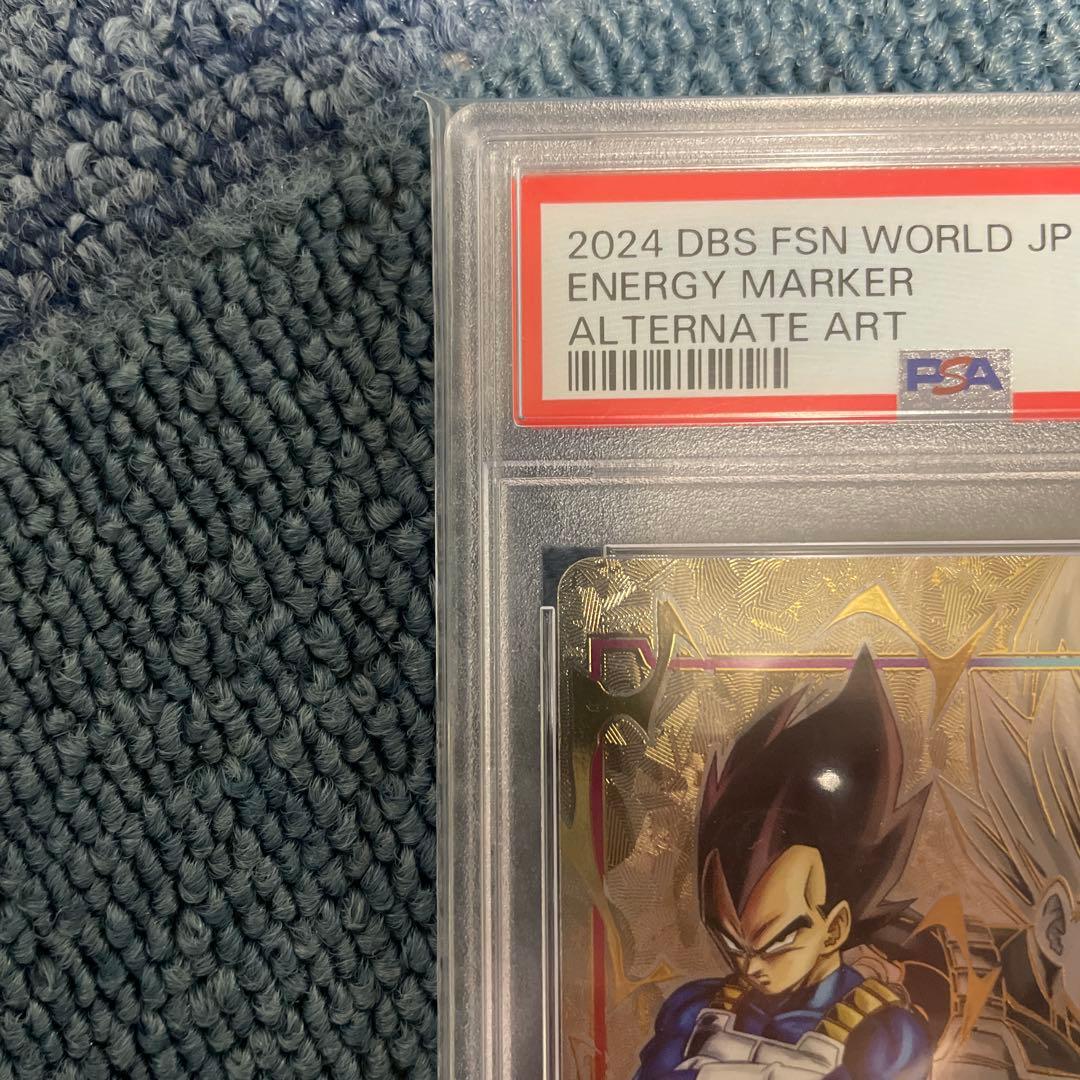 2024 DBS FSN WORLD JP
ENERGY MARKER
ALTERNATE ART
PSA